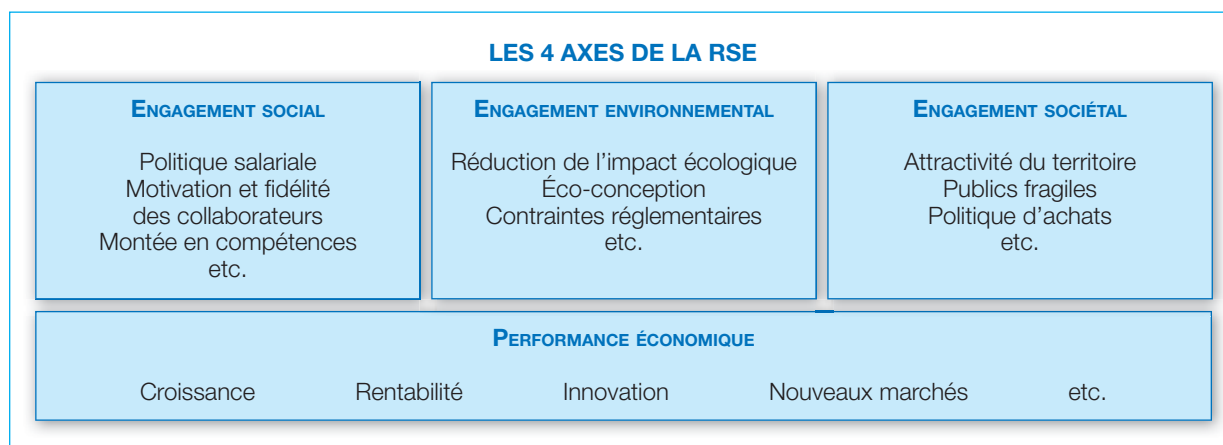 LES 4 AXES DE LA RSE
ENGAGEMENT SOCIAL
Politique salariale
Motivation et fidélité
des collaborateurs
Montée en compétences
etc.
ENGAGEMENT ENVIRONNEMENTAL
Réduction de l'impact écologique
Éco-conception
Contraintes réglementaires
etc.
ENGAGEMENT SOCIÉTAL
Attractivité du territoire
Publics fragiles
Politique d'achats
etc.
PERFORMANCE ÉCONOMIQUE
Croissance Rentabilité Innovation Nouveaux marchés etc.